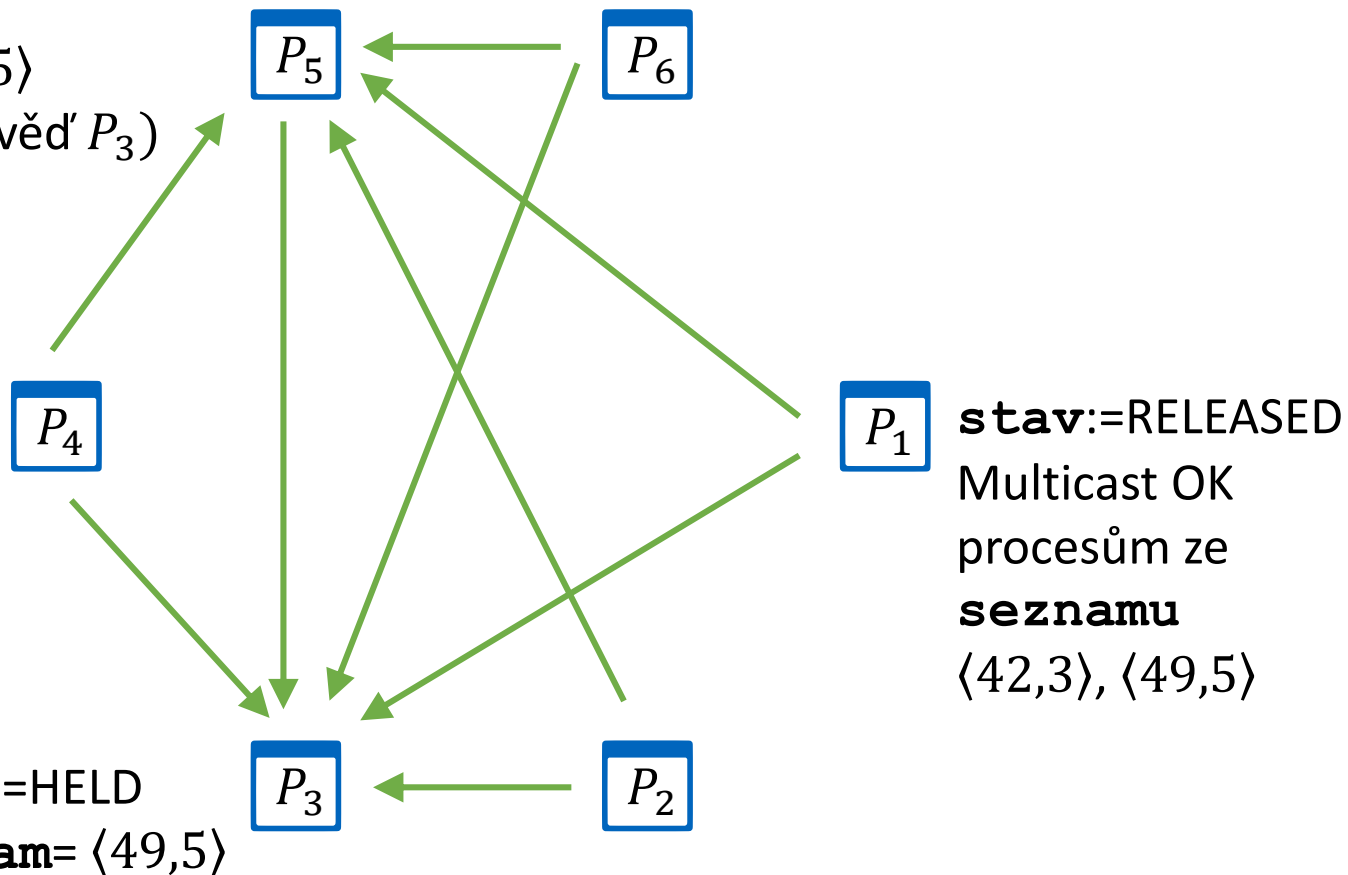 P₅
P₆
5⟩
věď P₃)
P₄
P₁
stav:=RELEASED
Multicast OK
procesům ze
seznamu
⟨42,3⟩, ⟨49,5⟩
P₃
P₂
=HELD
am= ⟨49,5⟩